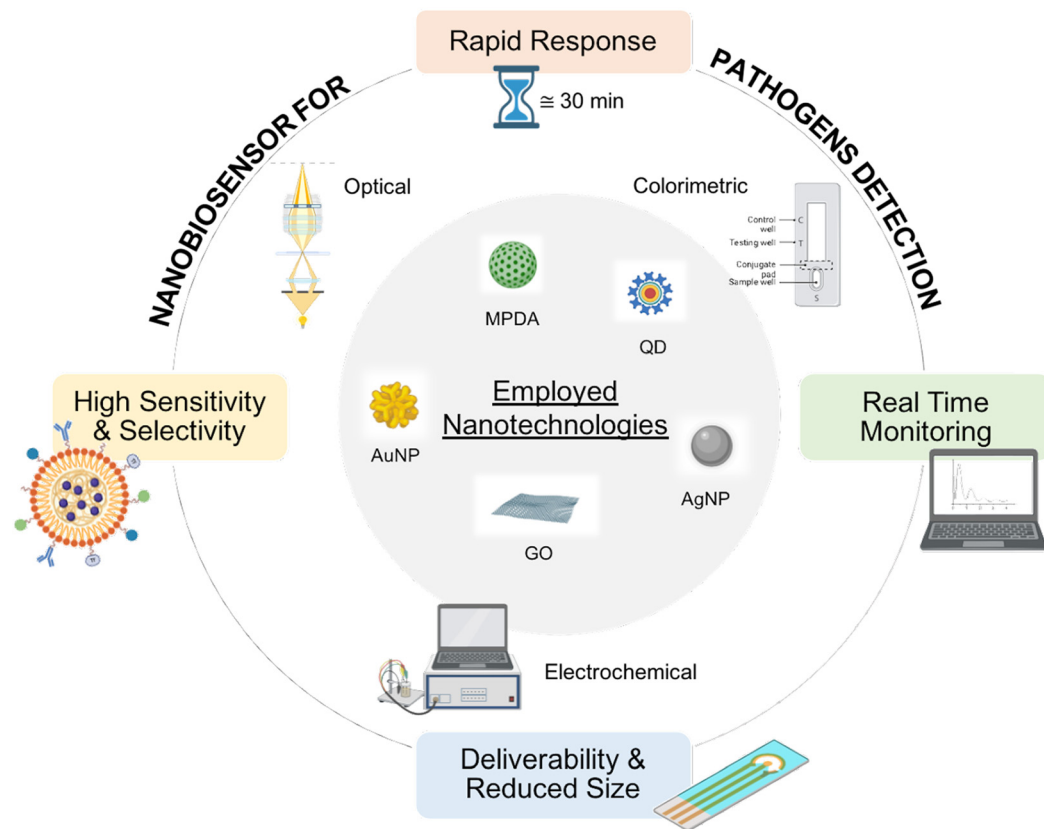 Rapid Response
≅ 30 min
NANOBIOSENSOR FOR
PATHOGENS DETECTION
Optical
Colorimetric
Control
well
C
Testing well
T
Conjugate
pad
Sample well
S
MPDA
QD
High Sensitivity
& Selectivity
Employed
Nanotechnologies
Real Time
Monitoring
AuNP
AgNP
GO
Electrochemical
Deliverability &
Reduced Size